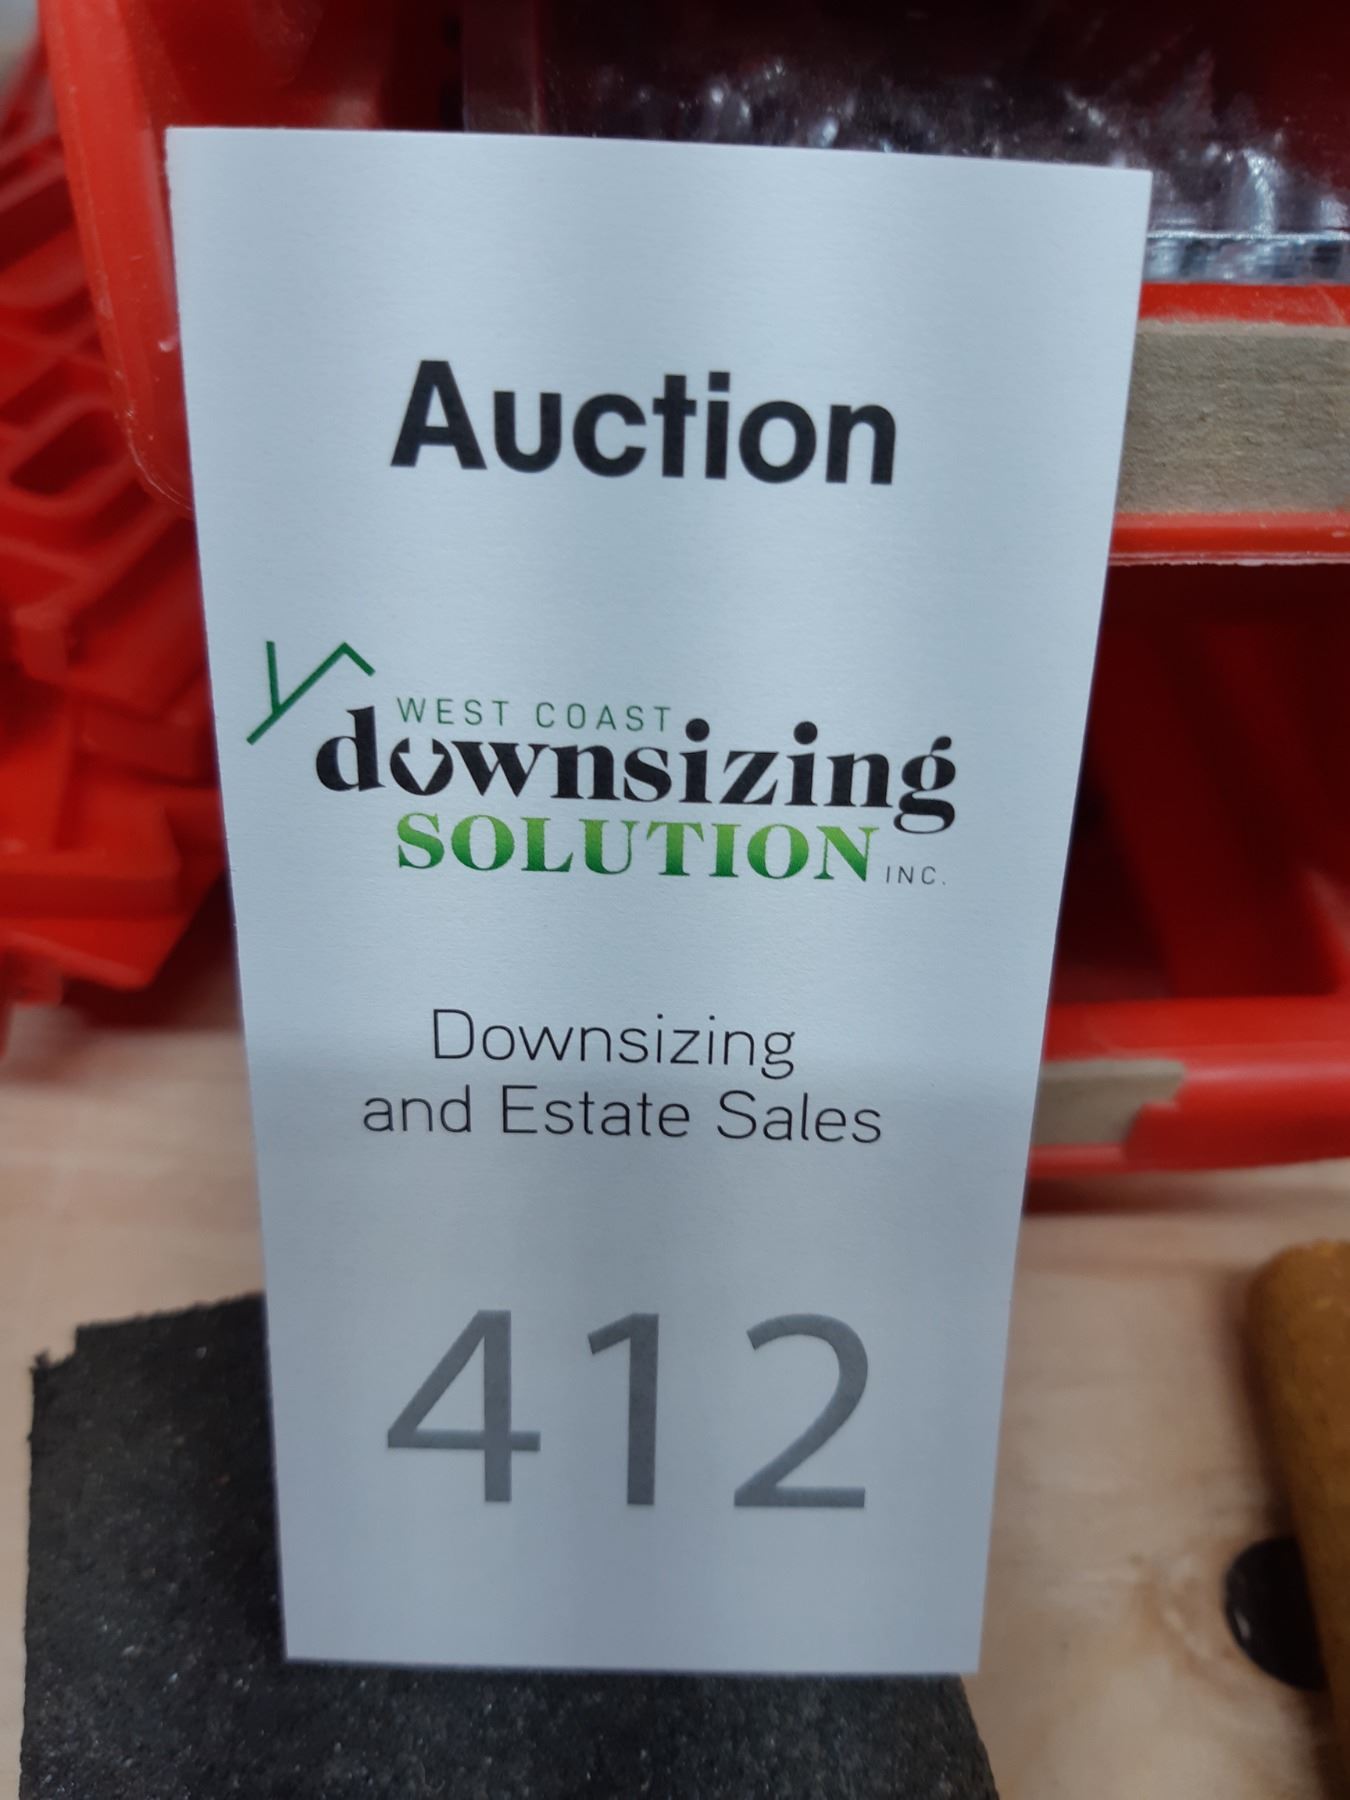 Auction
WEST COAST
downsizing
SOLUTION INC.
Downsizing
and Estate Sales
412